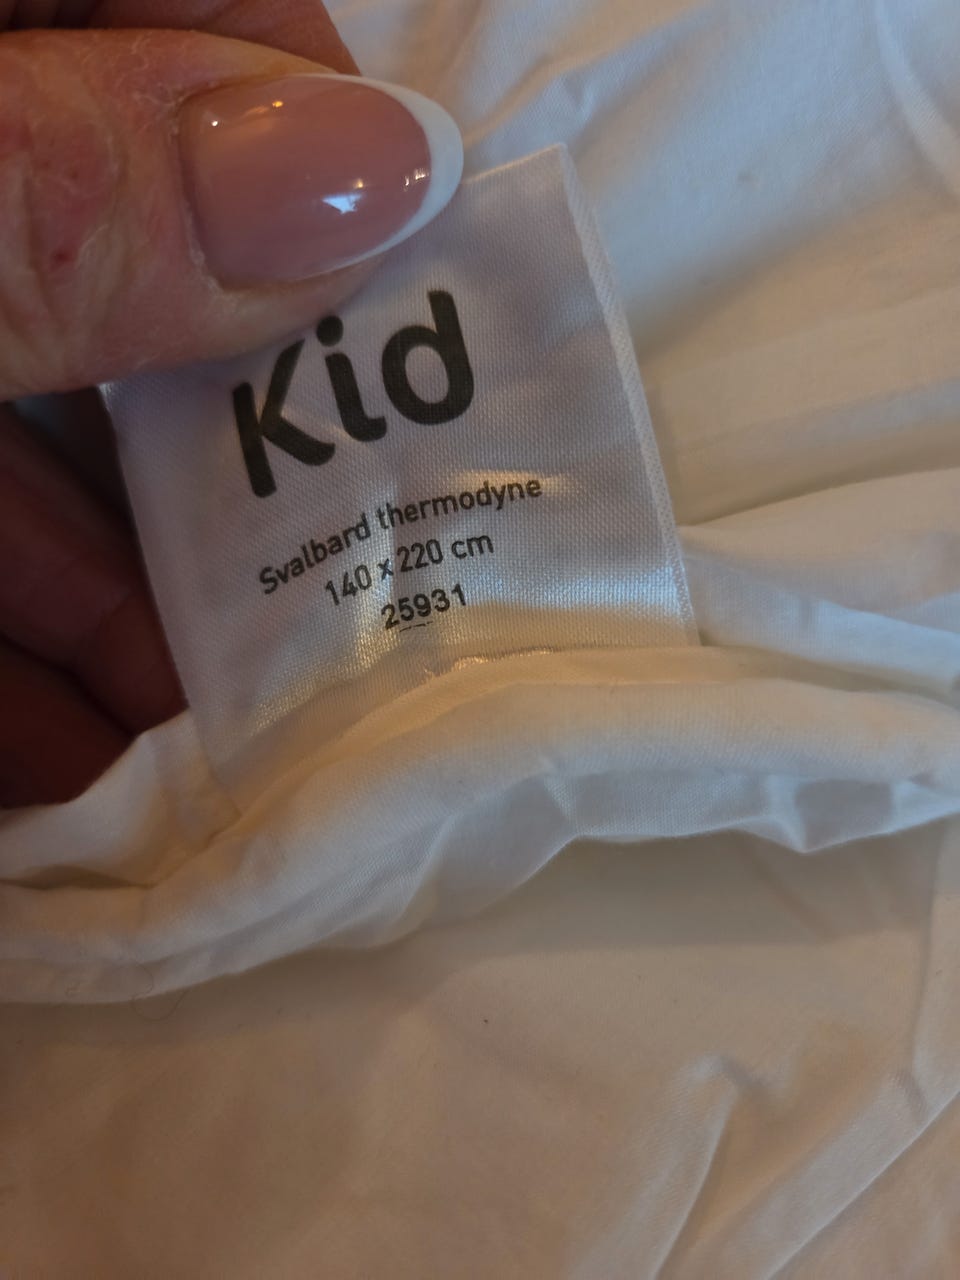 Kid
Svalbard thermodyne
140 x 220 cm
25931